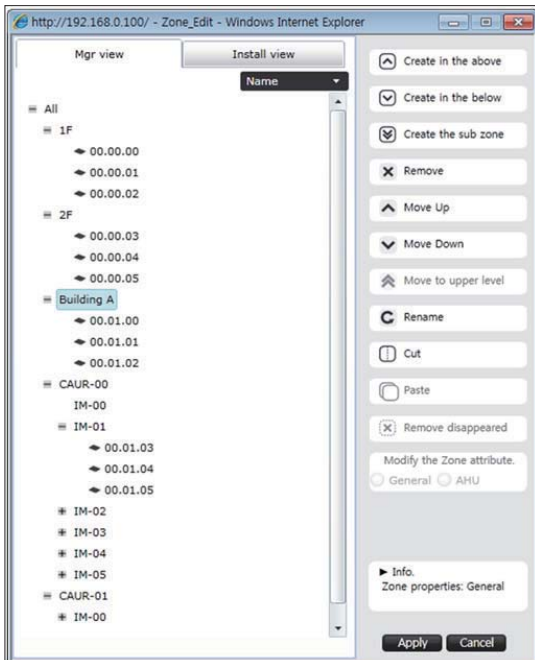 http://192.168.0.100/ - Zone_Edit - Windows Internet Explorer
Mgr view
Install view
Name
All
1F
00.00.00
00.00.01
00.00.02
2F
00.00.03
00.00.04
00.00.05
Building A
00.01.00
00.01.01
00.01.02
CAUR-00
IM-00
IM-01
00.01.03
00.01.04
00.01.05
IM-02
IM-03
IM-04
IM-05
CAUR-01
IM-00
Create in the above
Create in the below
Create the sub zone
Remove
Move Up
Move Down
Move to upper level
Rename
Cut
Paste
Remove disappeared
Modify the Zone attribute.
General AHU
Info.
Zone properties: General
Apply Cancel